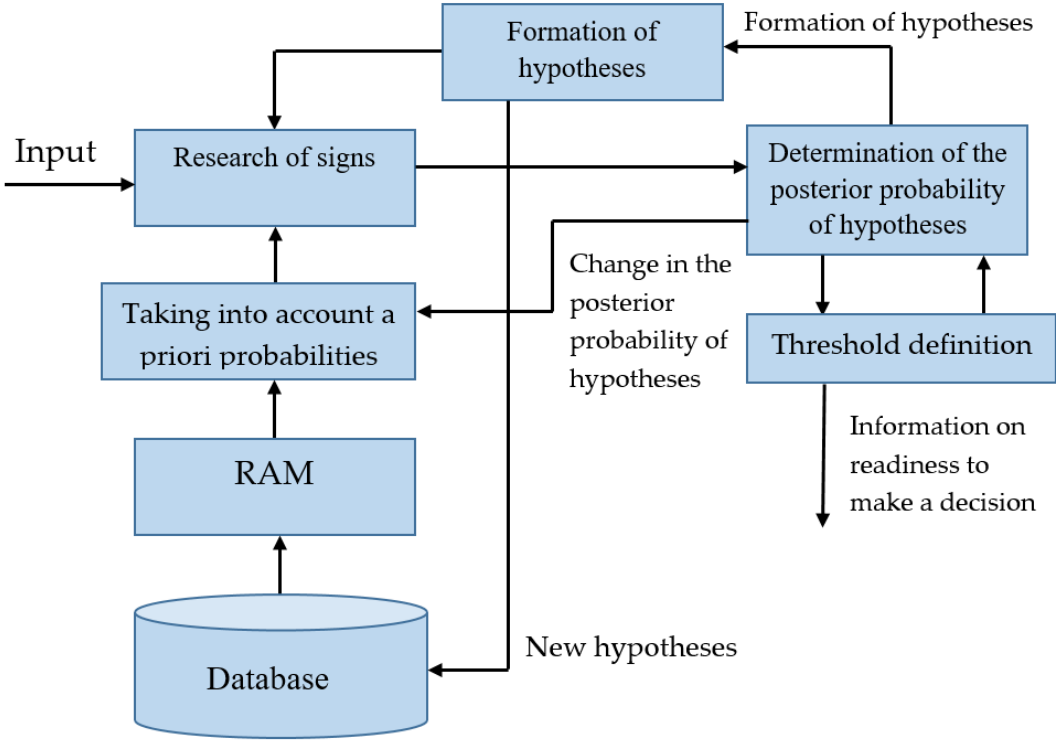 Formation of
hypotheses
Formation of hypotheses
Input
Research of signs
Determination of the
posterior probability
of hypotheses
Change in the
posterior
probability of
hypotheses
Taking into account a
priori probabilities
Threshold definition
Information on
readiness to
make a decision
RAM
New hypotheses
Database